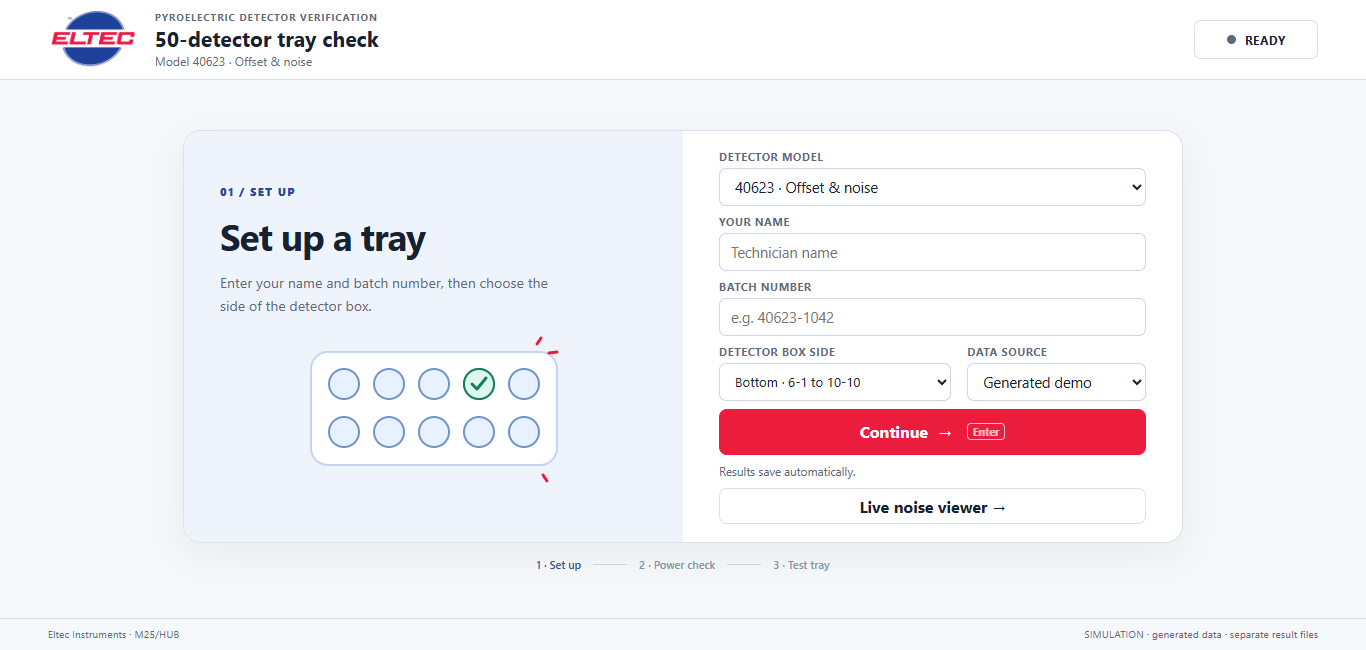 ELTEC
PYROELECTRIC DETECTOR VERIFICATION
50-detector tray check
Model 40623 · Offset & noise
READY
01 / SET UP
Set up a tray
Enter your name and batch number, then choose the
side of the detector box.
DETECTOR MODEL
40623 · Offset & noise
YOUR NAME
Technician name
BATCH NUMBER
e.g. 40623-1042
DETECTOR BOX SIDE
Bottom · 6-1 to 10-10
DATA SOURCE
Generated demo
Continue → Enter
Results save automatically.
Live noise viewer →
1 · Set up
2 · Power check
3 · Test tray
Eltec Instruments · M25/HUB
SIMULATION · generated data · separate result files